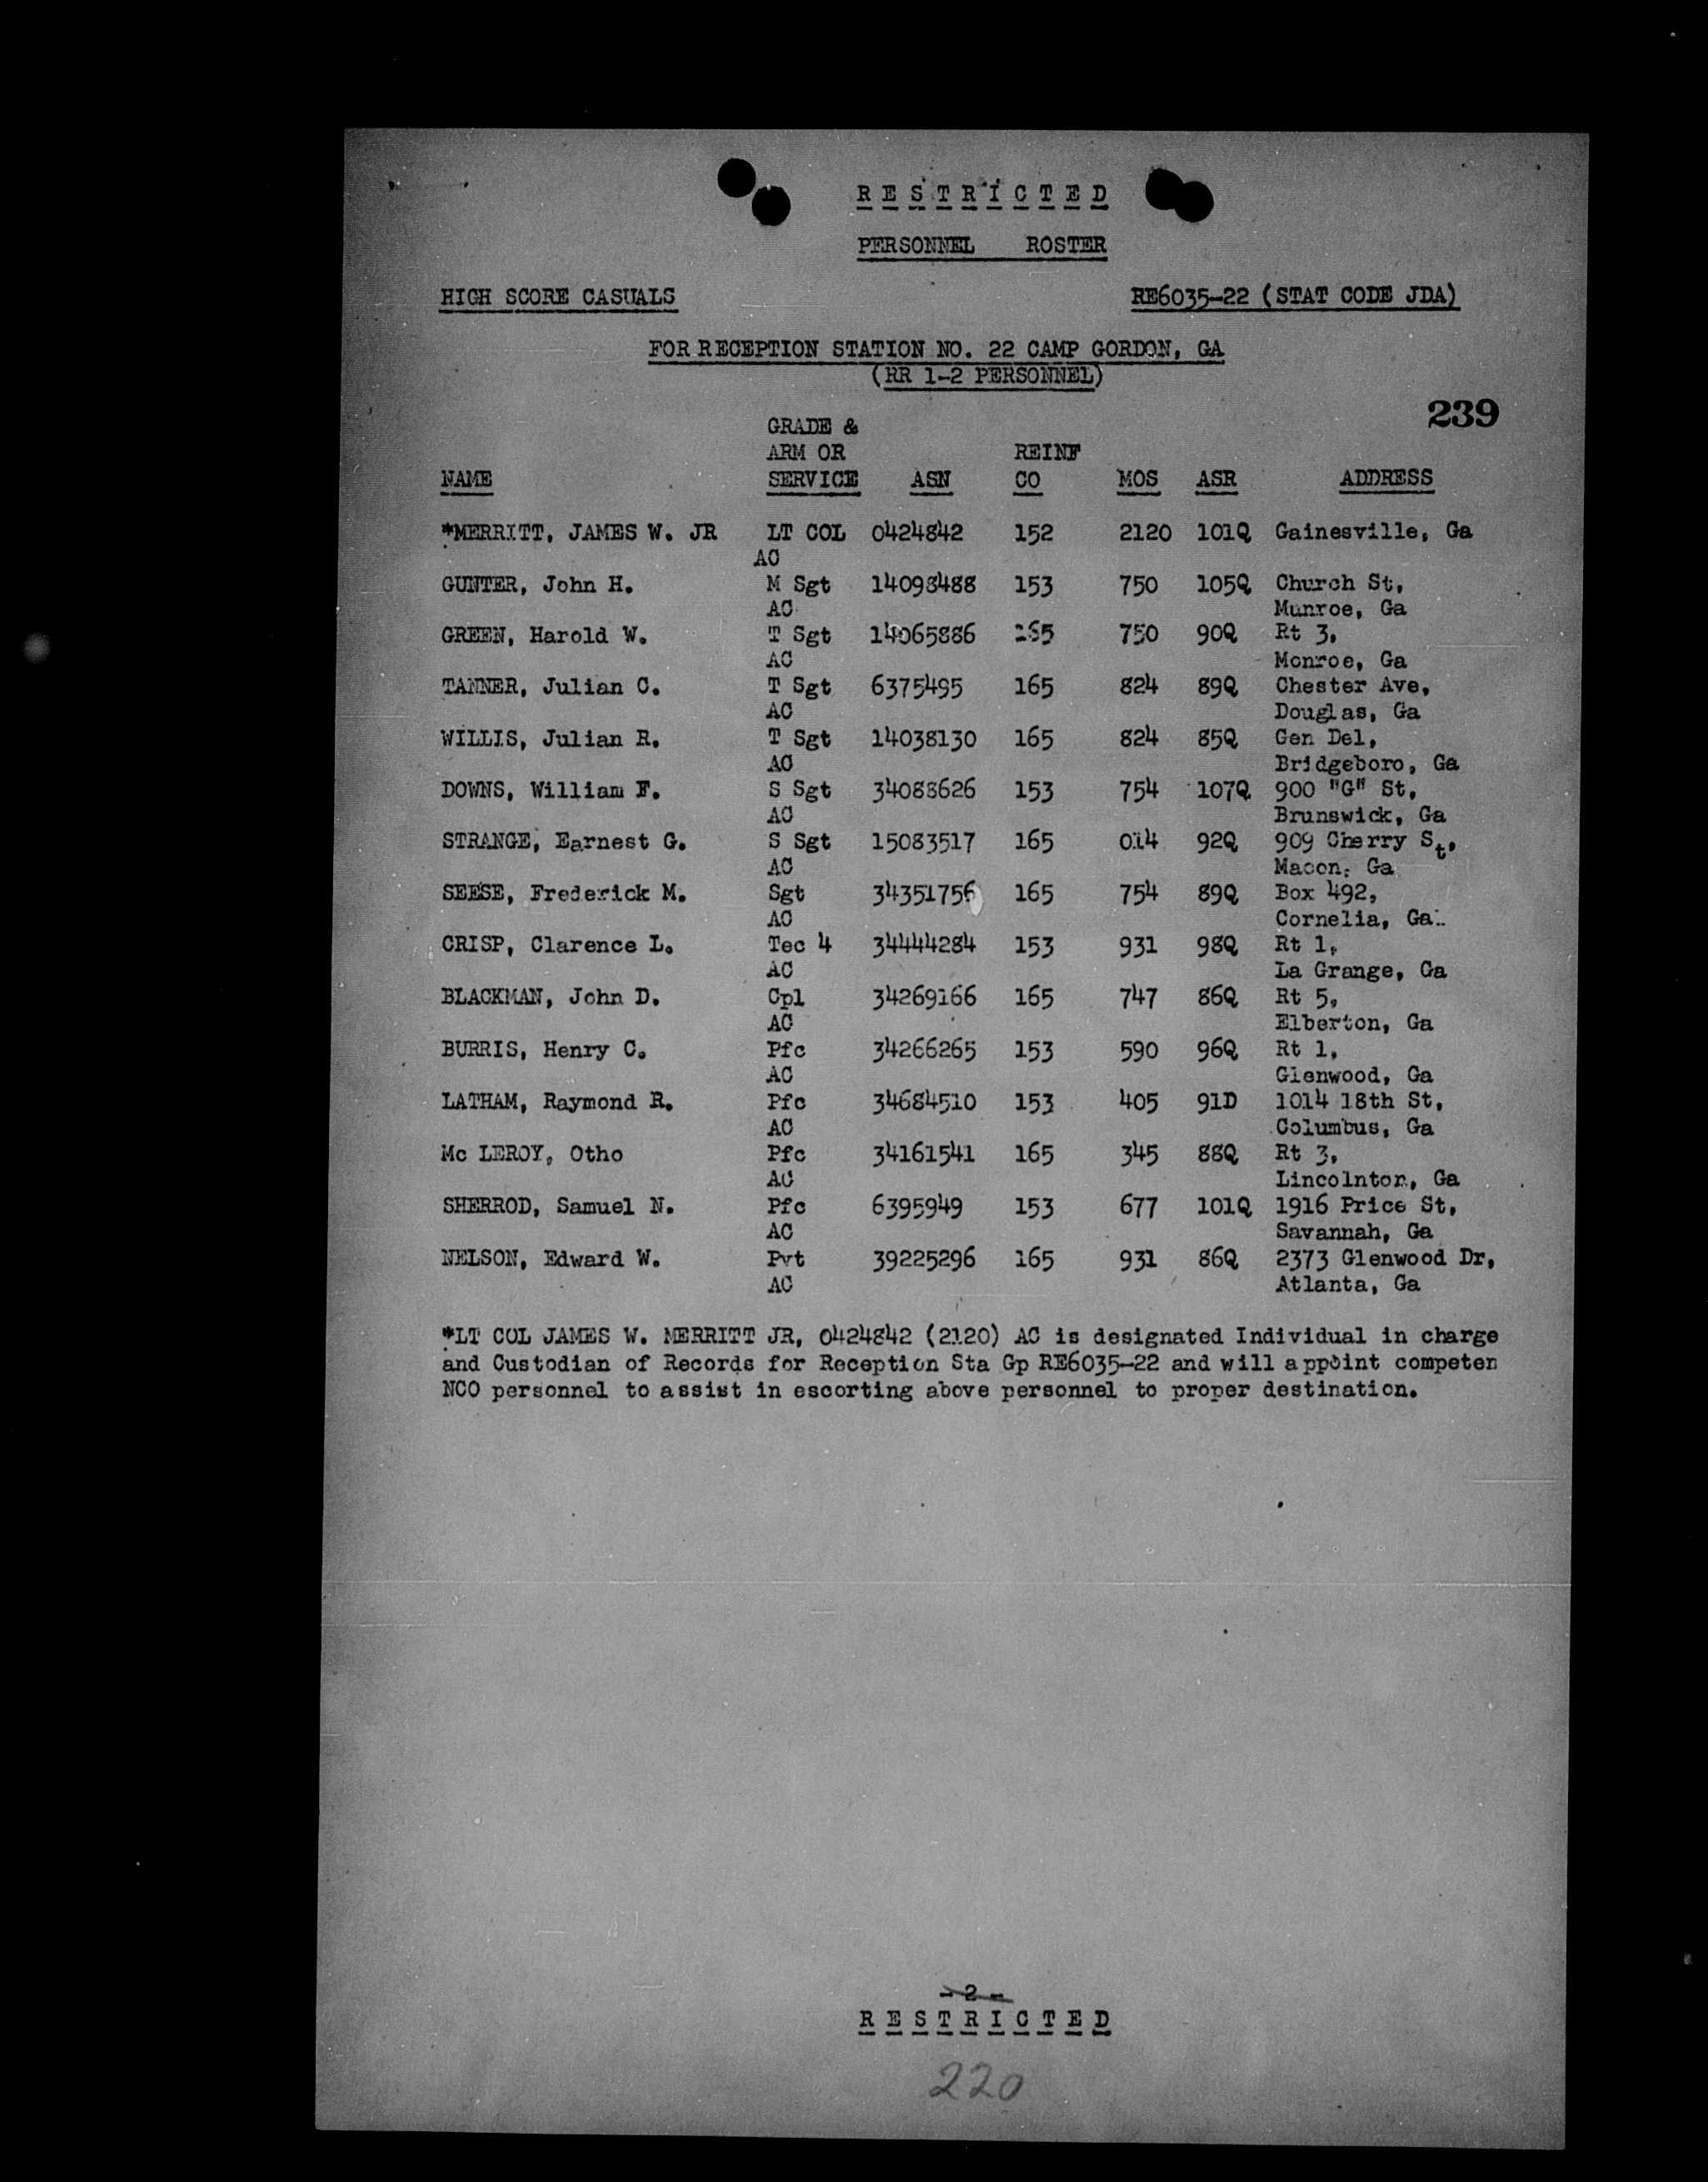 R E S T R I C T E D
PERSONNEL ROSTER
HIGH SCORE CASUALS RE6035-22 (STAT CODE JDA)
FOR RECEPTION STATION NO. 22 CAMP GORDON, GA
(RR 1-2 PERSONNEL)
239
GRADE &
ARM OR REINF
NAME SERVICE ASN CO MOS ASR ADDRESS
*MERRITT, JAMES W. JR LT COL 0424842 152 2120 101Q Gainesville, Ga
AC
GUNTER, John H. M Sgt 14098488 153 750 105Q Church St,
AC Munroe, Ga
GREEN, Harold W. T Sgt 14065886 165 750 90Q Rt 3,
AC Monroe, Ga
TANNER, Julian C. T Sgt 6375495 165 824 89Q Chester Ave,
AC Douglas, Ga
WILLIS, Julian R. T Sgt 14038130 165 824 85Q Gen Del,
AC Bridgeboro, Ga
DOWNS, William F. S Sgt 34088626 153 754 107Q 900 "G" St,
AC Brunswick, Ga
STRANGE, Earnest G. S Sgt 15083517 165 014 92Q 909 Cherry St,
AC Macon, Ga
SEESE, Frederick M. Sgt 34351756 165 754 89Q Box 492,
AC Cornelia, Ga.
CRISP, Clarence L. Tec 4 34444284 153 931 98Q Rt 1,
AC La Grange, Ga
BLACKMAN, John D. Cpl 34269166 165 747 86Q Rt 5,
AC Elberton, Ga
BURRIS, Henry C. Pfc 34266265 153 590 96Q Rt 1,
AC Glenwood, Ga
LATHAM, Raymond R. Pfc 34684510 153 405 91D 1014 18th St,
AC Columbus, Ga
Mc LEROY, Otho Pfc 34161541 165 345 88Q Rt 3,
AC Lincolnton, Ga
SHERROD, Samuel N. Pfc 6395949 153 677 101Q 1916 Price St,
AC Savannah, Ga
NELSON, Edward W. Pvt 39225296 165 931 86Q 2373 Glenwood Dr,
AC Atlanta, Ga
*LT COL JAMES W. MERRITT JR, 0424842 (2120) AC is designated Individual in charge
and Custodian of Records for Reception Sta Gp RE6035-22 and will appoint competen
NCO personnel to assist in escorting above personnel to proper destination.
- 2 -
R E S T R I C T E D
220